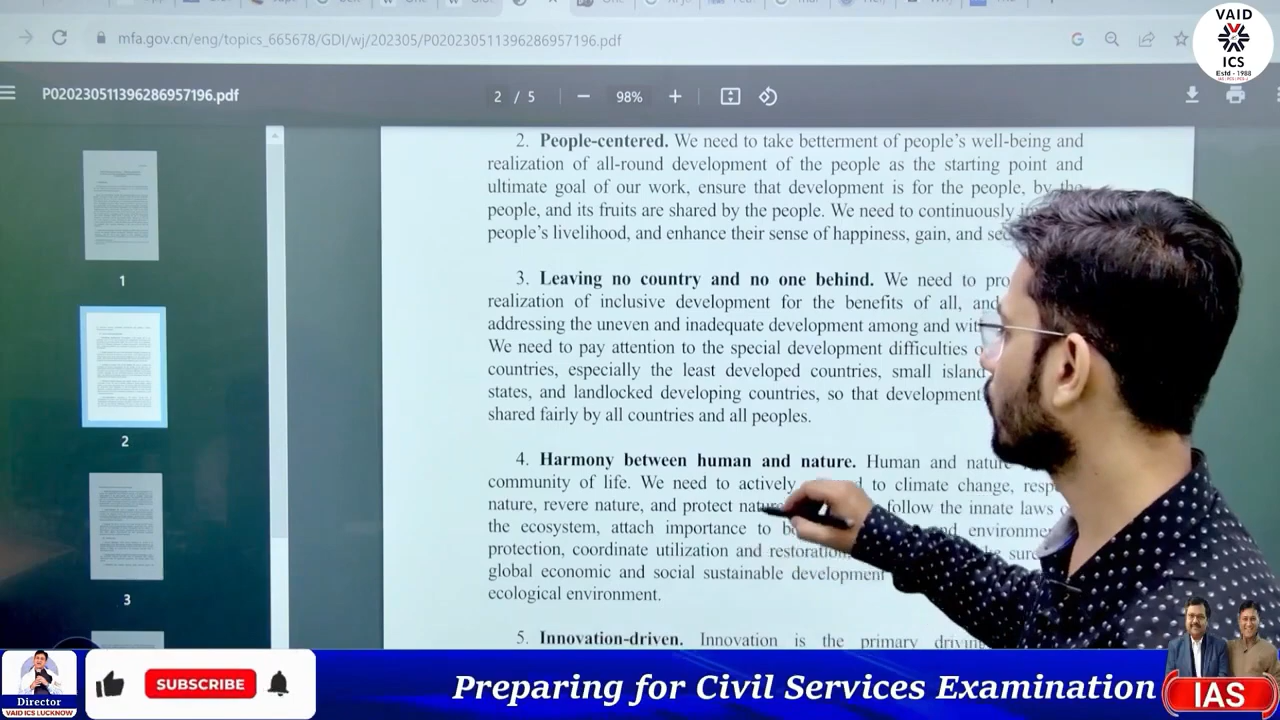 VAID
ICS
Estd - 1988
mfa.gov.cn/eng/topics_665678/GDI/wj/202305/P020230511396286957196.pdf
P020230511396286957196.pdf
2 / 5
98%
2. People-centered. We need to take betterment of people's well-being and
realization of all-round development of the people as the starting point and
ultimate goal of our work, ensure that development is for the people, by the
people, and its fruits are shared by the people. We need to continuously
people's livelihood, and enhance their sense of happiness, gain, and
3. Leaving no country and no one behind. We need to
realization of inclusive development for the benefits of all, and
addressing the uneven and inadequate development among and
We need to pay attention to the special development difficulties
countries, especially the least developed countries, small island
states, and landlocked developing countries, so that development
shared fairly by all countries and all peoples.
4. Harmony between human and nature. Human and
community of life. We need to actively to climate change,
nature, revere nature, and protect follow the innate laws
the ecosystem, attach importance to
protection, coordinate utilization and
global economic and social sustainable development
ecological environment.
5. Innovation-driven. Innovation is the primary
1
2
3
Director
VAID ICS LUCKNOW
SUBSCRIBE
Preparing for Civil Services Examination
IAS